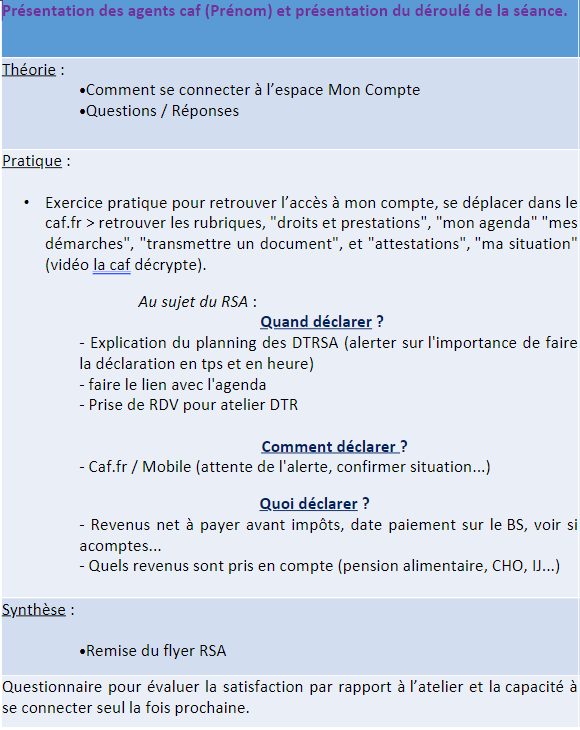 Présentation des agents caf (Prénom) et présentation du déroulé de la séance.
Théorie :
•Comment se connecter à l'espace Mon Compte
•Questions / Réponses
Pratique :
• Exercice pratique pour retrouver l'accès à mon compte, se déplacer dans le
caf.fr > retrouver les rubriques, "droits et prestations", "mon agenda" "mes
démarches", "transmettre un document", et "attestations", "ma situation"
(vidéo la caf décrypte).
Au sujet du RSA :
Quand déclarer ?
- Explication du planning des DTRSA (alerter sur l'importance de faire
la déclaration en tps et en heure)
- faire le lien avec l'agenda
- Prise de RDV pour atelier DTR
Comment déclarer ?
- Caf.fr / Mobile (attente de l'alerte, confirmer situation...)
Quoi déclarer ?
- Revenus net à payer avant impôts, date paiement sur le BS, voir si
acomptes...
- Quels revenus sont pris en compte (pension alimentaire, CHO, IJ...)
Synthèse :
•Remise du flyer RSA
Questionnaire pour évaluer la satisfaction par rapport à l'atelier et la capacité à
se connecter seul la fois prochaine.